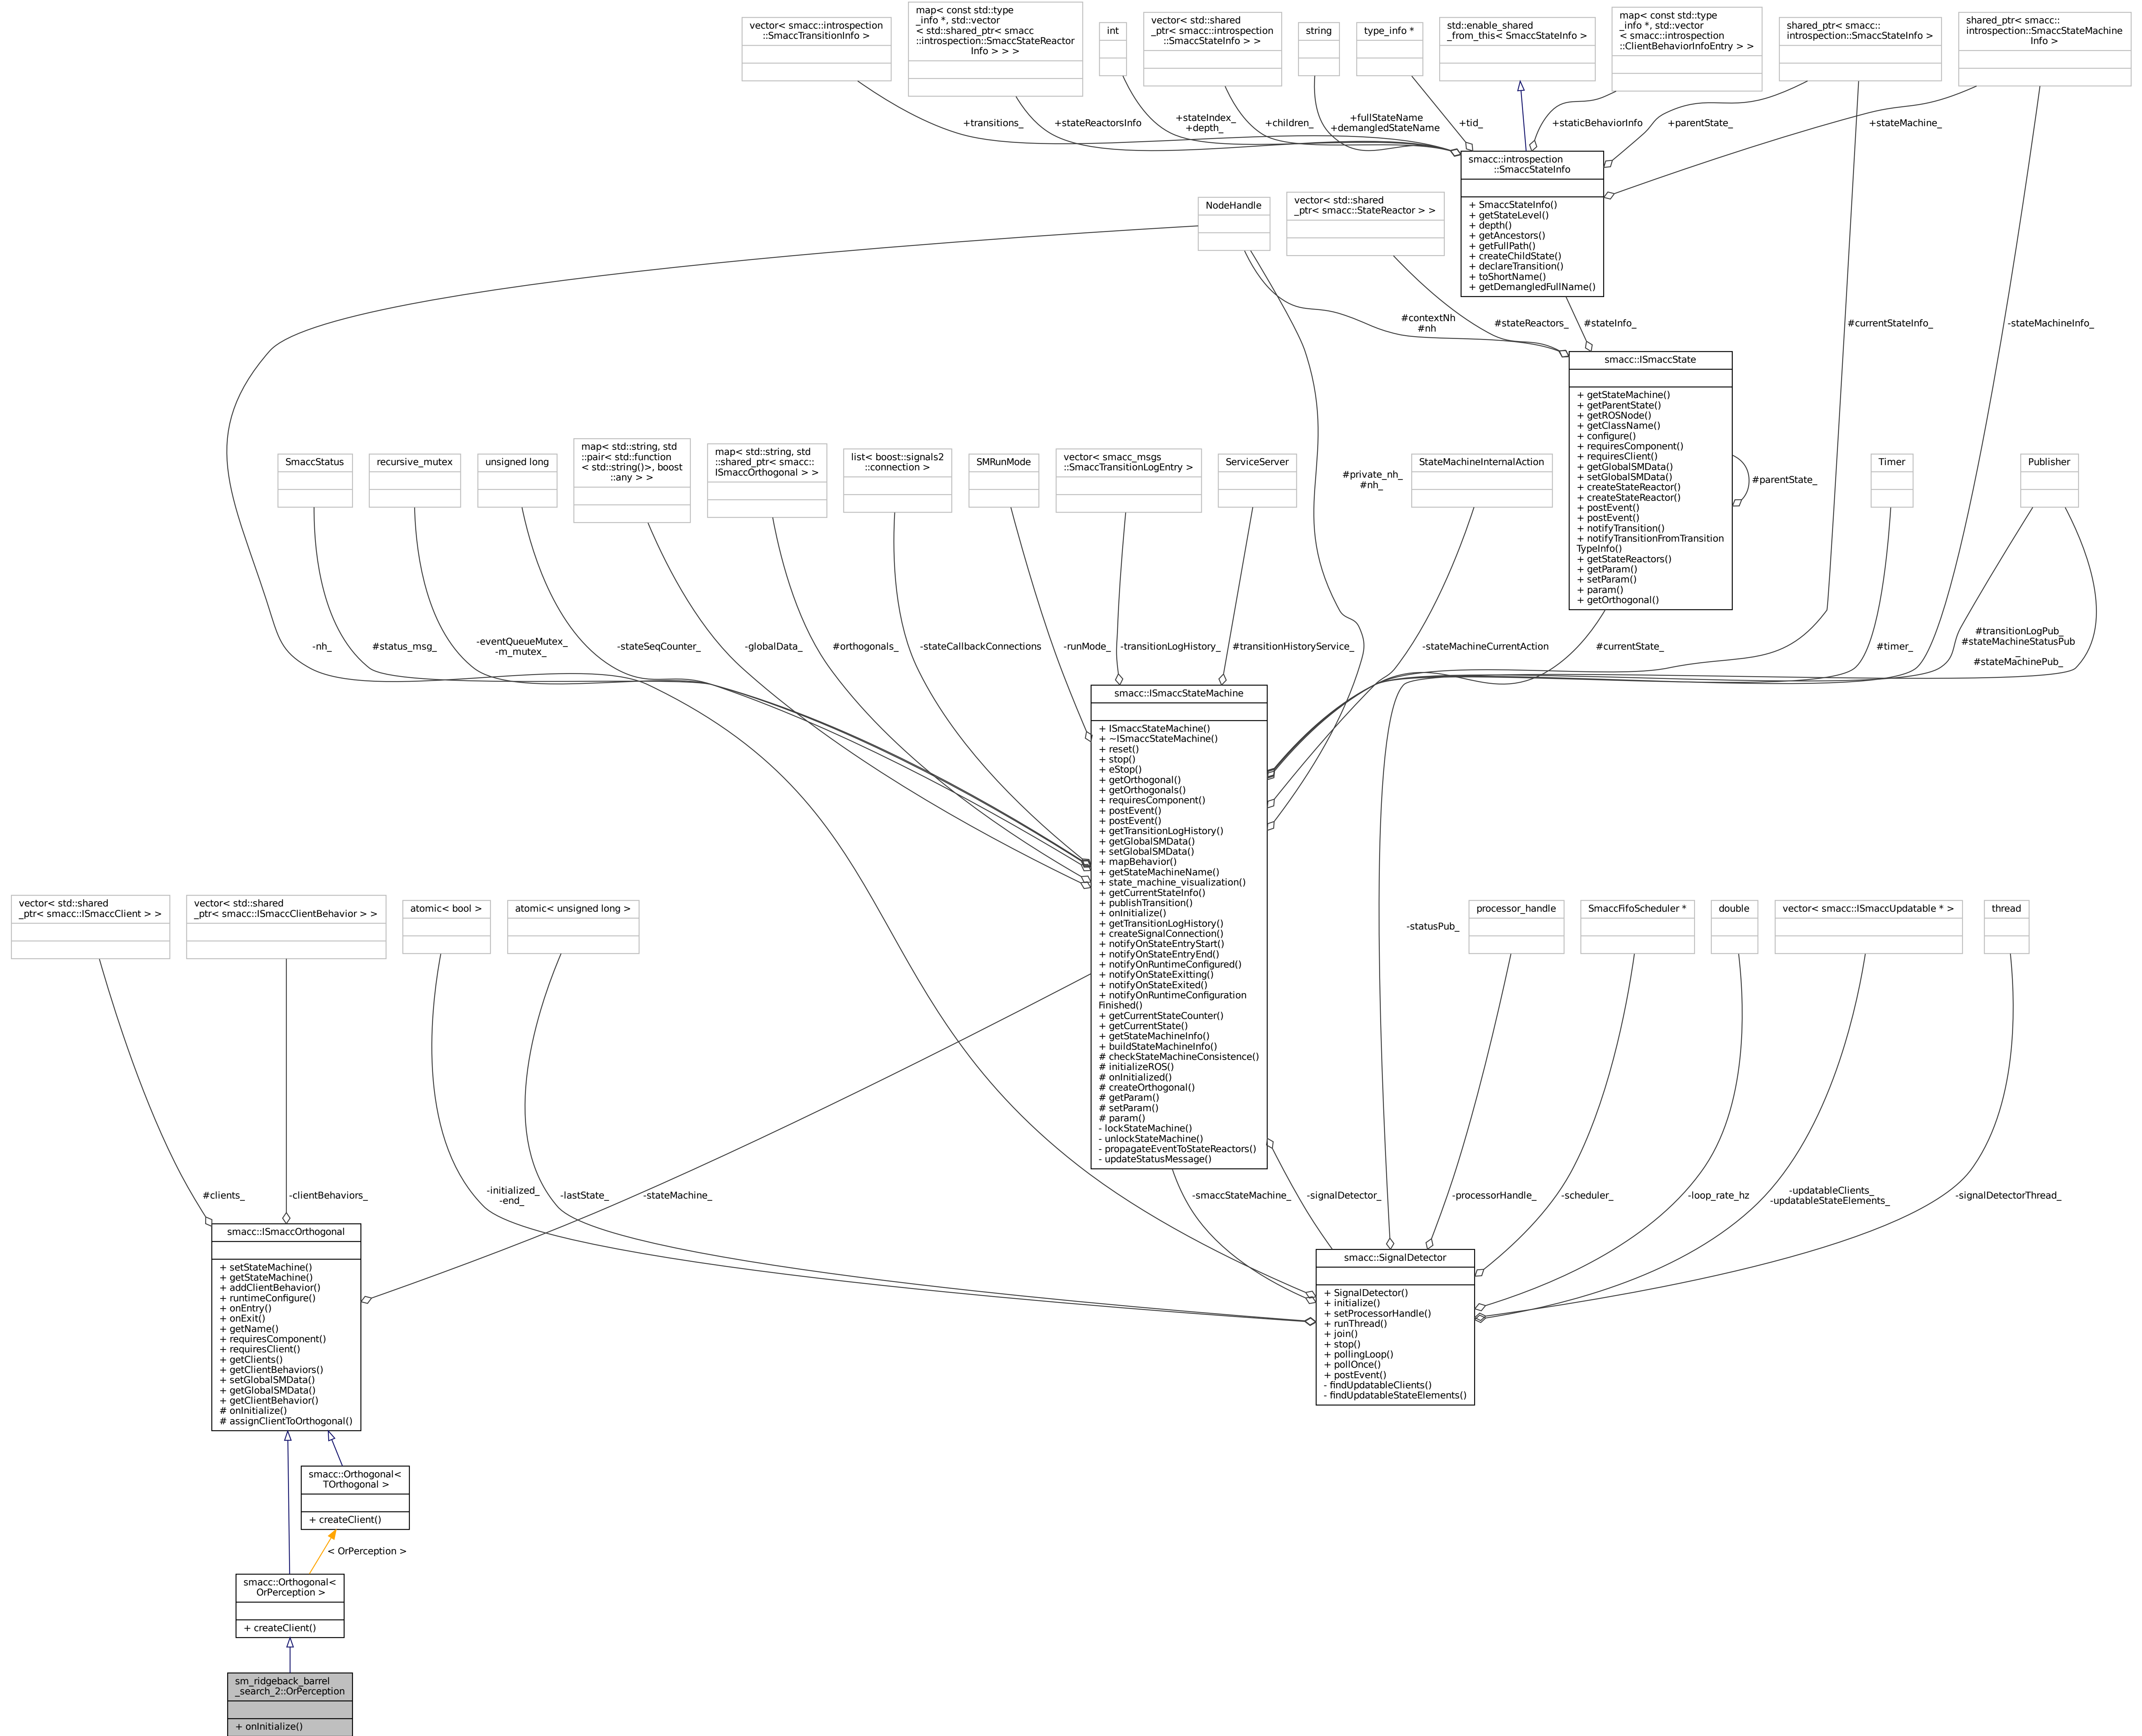 vector< smacc::introspection
::SmaccTransitionInfo >
map< const std::type
_info *, std::vector
< std::shared_ptr< smacc
::introspection::SmaccStateReactor
Info > > >
int
vector< std::shared
_ptr< smacc::introspection
::SmaccStateInfo > >
string
type_info *
std::enable_shared
_from_this< SmaccStateInfo >
map< const std::type
_info *, std::vector
< smacc::introspection
::ClientBehaviorInfoEntry > >
shared_ptr< smacc::
introspection::SmaccStateInfo >
shared_ptr< smacc::
introspection::SmaccStateMachine
Info >
+transitions_
+stateReactorsInfo
+stateIndex_
+depth_
+children_
+fullStateName
+demangledStateName
+tid_
+staticBehaviorInfo
+parentState_
+stateMachine_
smacc::introspection
::SmaccStateInfo
+ SmaccStateInfo()
+ getStateLevel()
+ depth()
+ getAncestors()
+ getFullPath()
+ createChildState()
+ declareTransition()
+ toShortName()
+ getDemangledFullName()
NodeHandle
vector< std::shared
_ptr< smacc::StateReactor > >
#contextNh
#nh
#stateReactors_
#stateInfo_
#currentStateInfo_
-stateMachineInfo_
smacc::ISmaccState
+ getStateMachine()
+ getParentState()
+ getROSNode()
+ getClassName()
+ configure()
+ requiresComponent()
+ requiresClient()
+ getGlobalSMData()
+ setGlobalSMData()
+ createStateReactor()
+ createStateReactor()
+ postEvent()
+ postEvent()
+ notifyTransition()
+ notifyTransitionFromTransition
TypeInfo()
+ getStateReactors()
+ getParam()
+ setParam()
+ param()
+ getOrthogonal()
#parentState_
SmaccStatus
recursive_mutex
unsigned long
map< std::string, std
::pair< std::function
< std::string()>, boost
::any > >
map< std::string, std
::shared_ptr< smacc::
ISmaccOrthogonal > >
list< boost::signals2
::connection >
SMRunMode
vector< smacc_msgs
::SmaccTransitionLogEntry >
ServiceServer
#private_nh_
#nh_
StateMachineInternalAction
Timer
Publisher
-nh_
#status_msg_
-eventQueueMutex_
-m_mutex_
-stateSeqCounter_
-globalData_
#orthogonals_
-stateCallbackConnections
-runMode_
-transitionLogHistory_
#transitionHistoryService_
-stateMachineCurrentAction
#currentState_
#timer_
#transitionLogPub_
#stateMachineStatusPub
_
#stateMachinePub_
smacc::ISmaccStateMachine
+ ISmaccStateMachine()
+ ~ISmaccStateMachine()
+ reset()
+ stop()
+ eStop()
+ getOrthogonal()
+ getOrthogonals()
+ requiresComponent()
+ postEvent()
+ postEvent()
+ getTransitionLogHistory()
+ getGlobalSMData()
+ setGlobalSMData()
+ mapBehavior()
+ getStateMachineName()
+ state_machine_visualization()
+ getCurrentStateInfo()
+ publishTransition()
+ onInitialize()
+ getTransitionLogHistory()
+ createSignalConnection()
+ notifyOnStateEntryStart()
+ notifyOnStateEntryEnd()
+ notifyOnRuntimeConfigured()
+ notifyOnStateExitting()
+ notifyOnStateExited()
+ notifyOnRuntimeConfiguration
Finished()
+ getCurrentStateCounter()
+ getCurrentState()
+ getStateMachineInfo()
+ buildStateMachineInfo()
# checkStateMachineConsistence()
# initializeROS()
# onInitialized()
# createOrthogonal()
# getParam()
# setParam()
# param()
- lockStateMachine()
- unlockStateMachine()
- propagateEventToStateReactors()
- updateStatusMessage()
vector< std::shared
_ptr< smacc::ISmaccClient > >
vector< std::shared
_ptr< smacc::ISmaccClientBehavior > >
atomic< bool >
atomic< unsigned long >
-statusPub_
processor_handle
SmaccFifoScheduler *
double
vector< smacc::ISmaccUpdatable * >
thread
#clients_
-clientBehaviors_
-initialized_
-end_
-lastState_
-stateMachine_
-smaccStateMachine_
-signalDetector_
-processorHandle_
-scheduler_
-loop_rate_hz
-updatableClients_
-updatableStateElements_
-signalDetectorThread_
smacc::ISmaccOrthogonal
+ setStateMachine()
+ getStateMachine()
+ addClientBehavior()
+ runtimeConfigure()
+ onEntry()
+ onExit()
+ getName()
+ requiresComponent()
+ requiresClient()
+ getClients()
+ getClientBehaviors()
+ setGlobalSMData()
+ getGlobalSMData()
+ getClientBehavior()
# onInitialize()
# assignClientToOrthogonal()
smacc::SignalDetector
+ SignalDetector()
+ initialize()
+ setProcessorHandle()
+ runThread()
+ join()
+ stop()
+ pollingLoop()
+ pollOnce()
+ postEvent()
- findUpdatableClients()
- findUpdatableStateElements()
smacc::Orthogonal<
TOrthogonal >
+ createClient()
< OrPerception >
smacc::Orthogonal<
OrPerception >
+ createClient()
sm_ridgeback_barrel
_search_2::OrPerception
+ onInitialize()